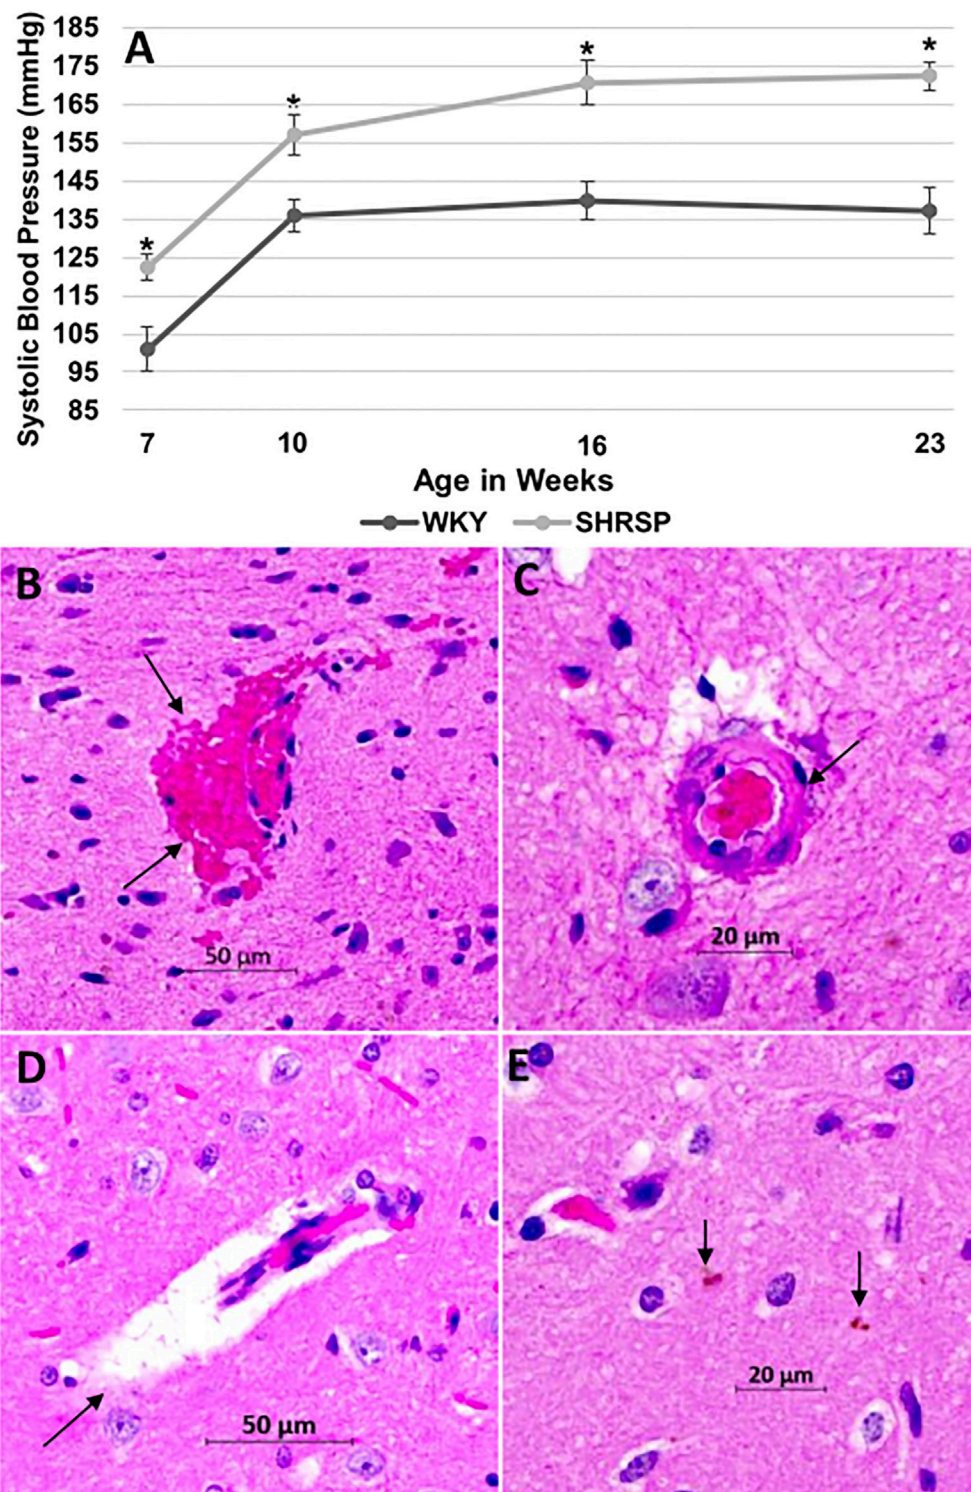 A
Systolic Blood Pressure (mmHg)
185
175
165
155
145
135
125
115
105
95
85
* * * *
7 10 16 23
Age in Weeks
WKY SHRSP
B
50 µm
C
20 µm
D
50 µm
E
20 µm